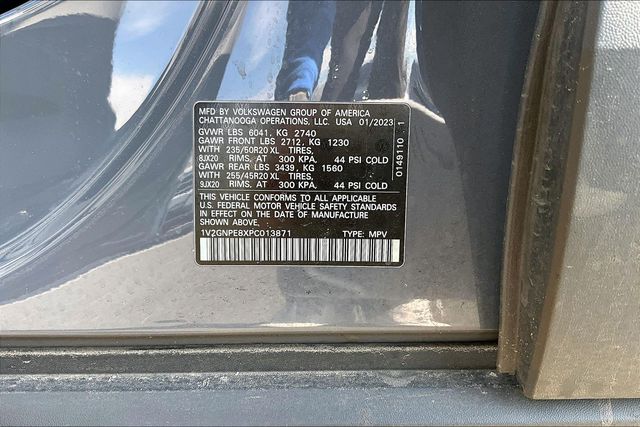 MFD BY VOLKSWAGEN GROUP OF AMERICA
CHATTANOOGA OPERATIONS, LLC. USA 01/2023
GVWR LBS 6041, KG 2740
GAWR FRONT LBS 2712, KG 1230
WITH 235/50R20 XL TIRES,
8JX20 RIMS, AT 300 KPA, 44 PSI COLD
GAWR REAR LBS 3439, KG 1560
WITH 255/45R20 XL TIRES,
9JX20 RIMS, AT 300 KPA, 44 PSI COLD
THIS VEHICLE CONFORMS TO ALL APPLICABLE
U.S. FEDERAL MOTOR VEHICLE SAFETY STANDARDS
IN EFFECT ON THE DATE OF MANUFACTURE
SHOWN ABOVE.
1V2GNPE8XPC013871 TYPE: MPV
0149110 1